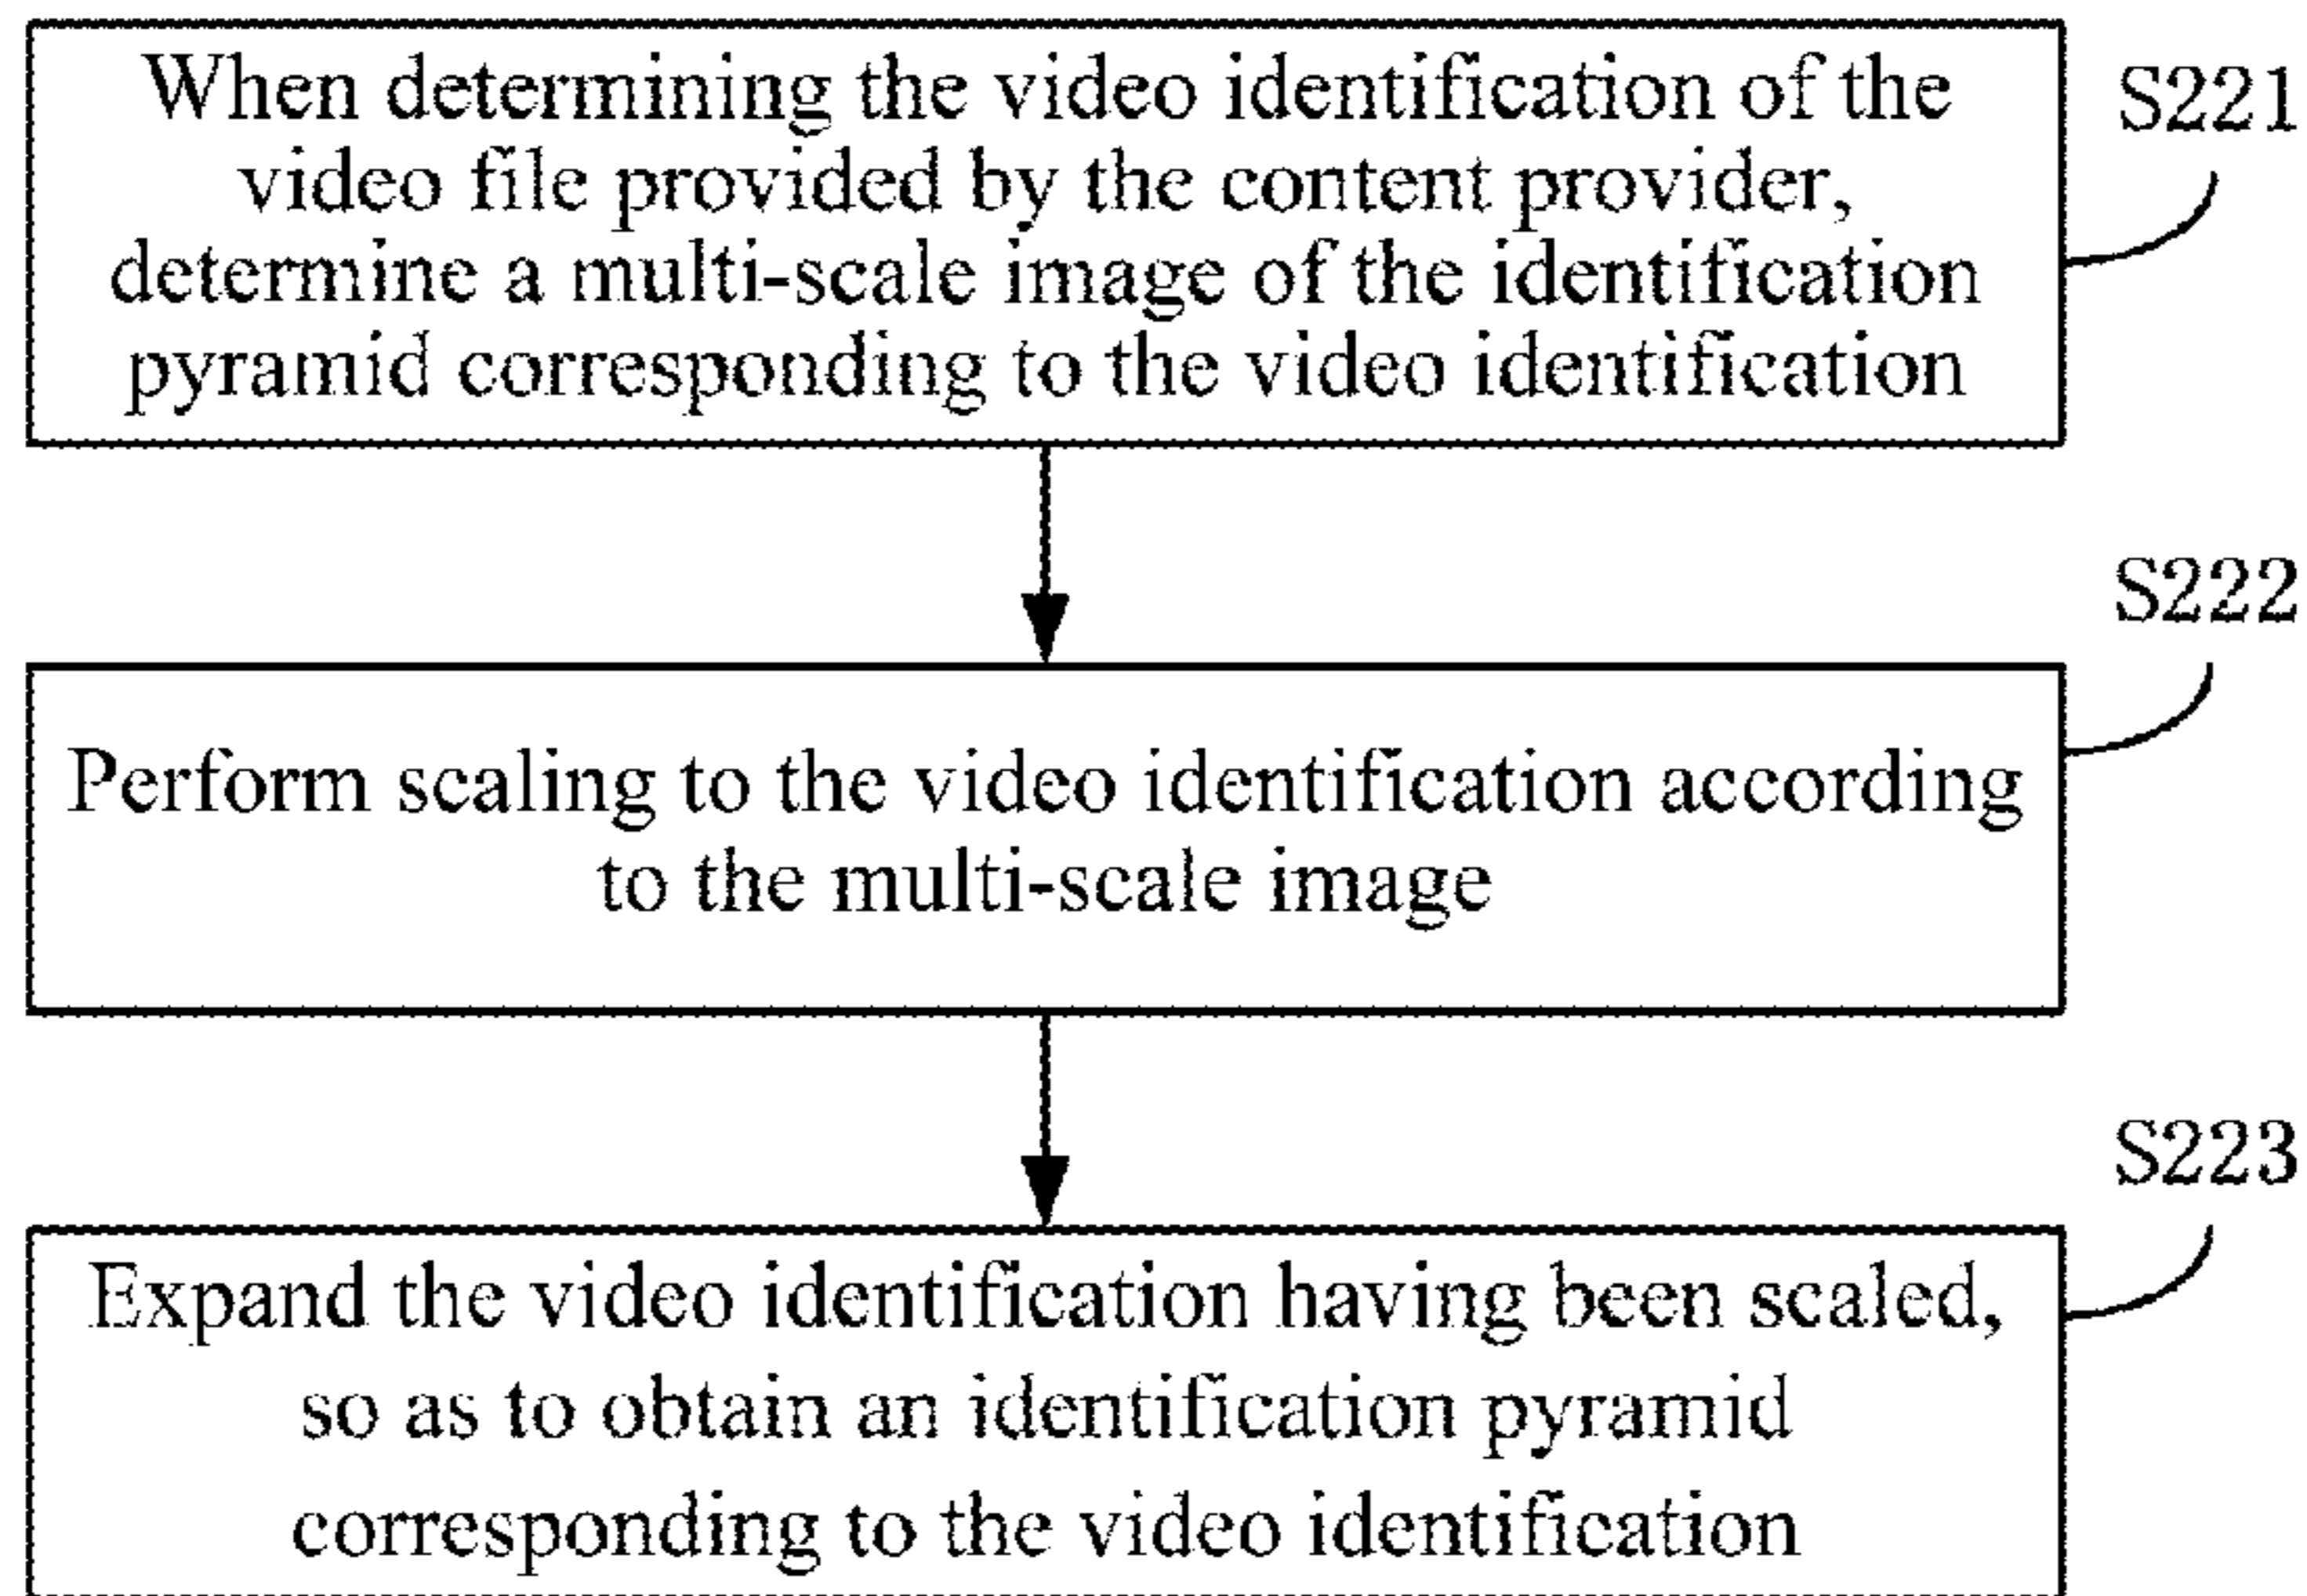 When determining the video identification of the
video file provided by the content provider,
determine a multi-scale image of the identification
pyramid corresponding to the video identification
S221
Perform scaling to the video identification according
to the multi-scale image
S222
Expand the video identification having been scaled,
so as to obtain an identification pyramid
corresponding to the video identification
S223